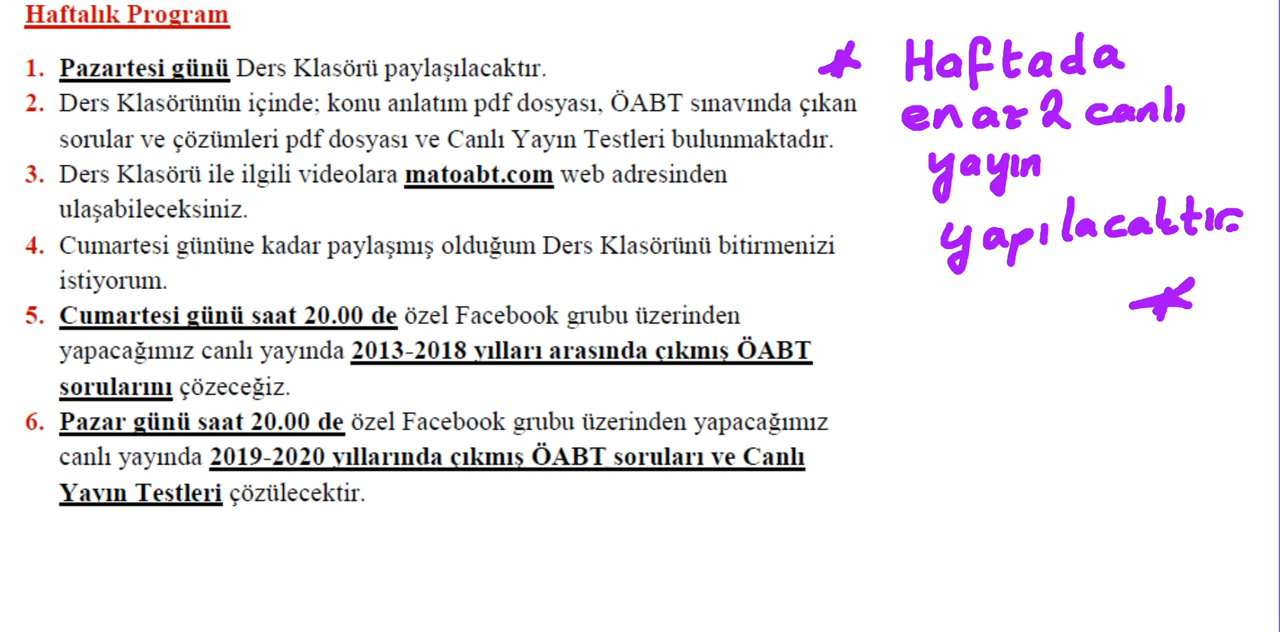 Haftalık Program
1. Pazartesi günü Ders Klasörü paylaşılacaktır.
2. Ders Klasörünün içinde; konu anlatım pdf dosyası, ÖABT sınavında çıkan
sorular ve çözümleri pdf dosyası ve Canlı Yayın Testleri bulunmaktadır.
3. Ders Klasörü ile ilgili videolara matoabt.com web adresinden
ulaşabileceksiniz.
4. Cumartesi gününe kadar paylaşmış olduğum Ders Klasörünü bitirmenizi
istiyorum.
5. Cumartesi günü saat 20.00 de özel Facebook grubu üzerinden
yapacağımız canlı yayında 2013-2018 yılları arasında çıkmış ÖABT
sorularını çözeceğiz.
6. Pazar günü saat 20.00 de özel Facebook grubu üzerinden yapacağımız
canlı yayında 2019-2020 yıllarında çıkmış ÖABT soruları ve Canlı
Yayın Testleri çözülecektir.
* Haftada
en az 2 canlı
yayın
yapılacaktır.
*